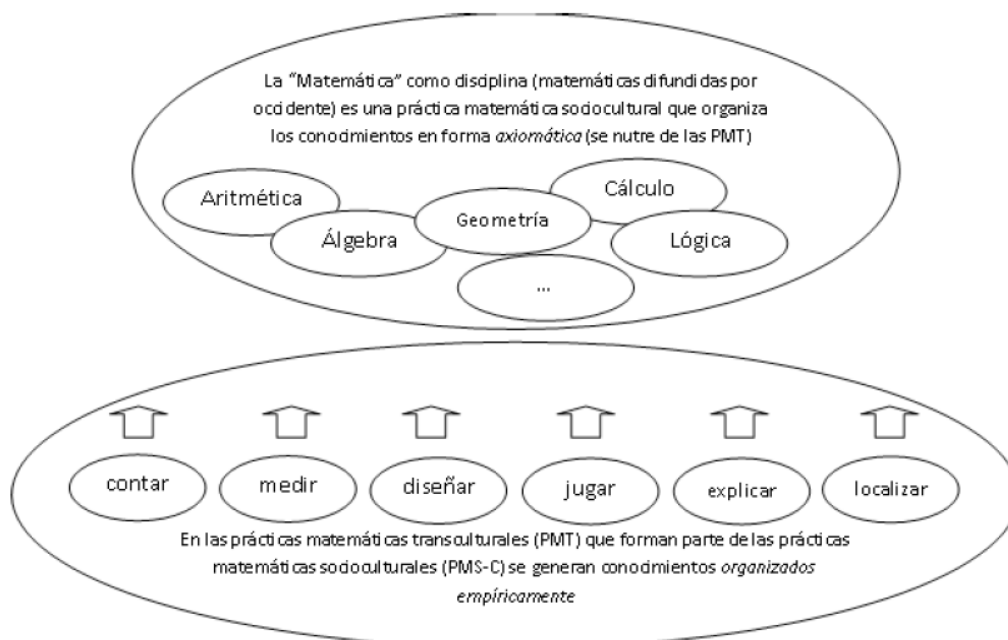 La “Matemática” como disciplina (matemáticas difundidas por
occidente) es una práctica matemática sociocultural que organiza
los conocimientos en forma axiomática (se nutre de las PMT)
Aritmética
Álgebra
Geometría
Cálculo
Lógica
...
contar
medir
diseñar
jugar
explicar
localizar
En las prácticas matemáticas transculturales (PMT) que forman parte de las prácticas
matemáticas socioculturales (PMS-C) se generan conocimientos organizados
empíricamente